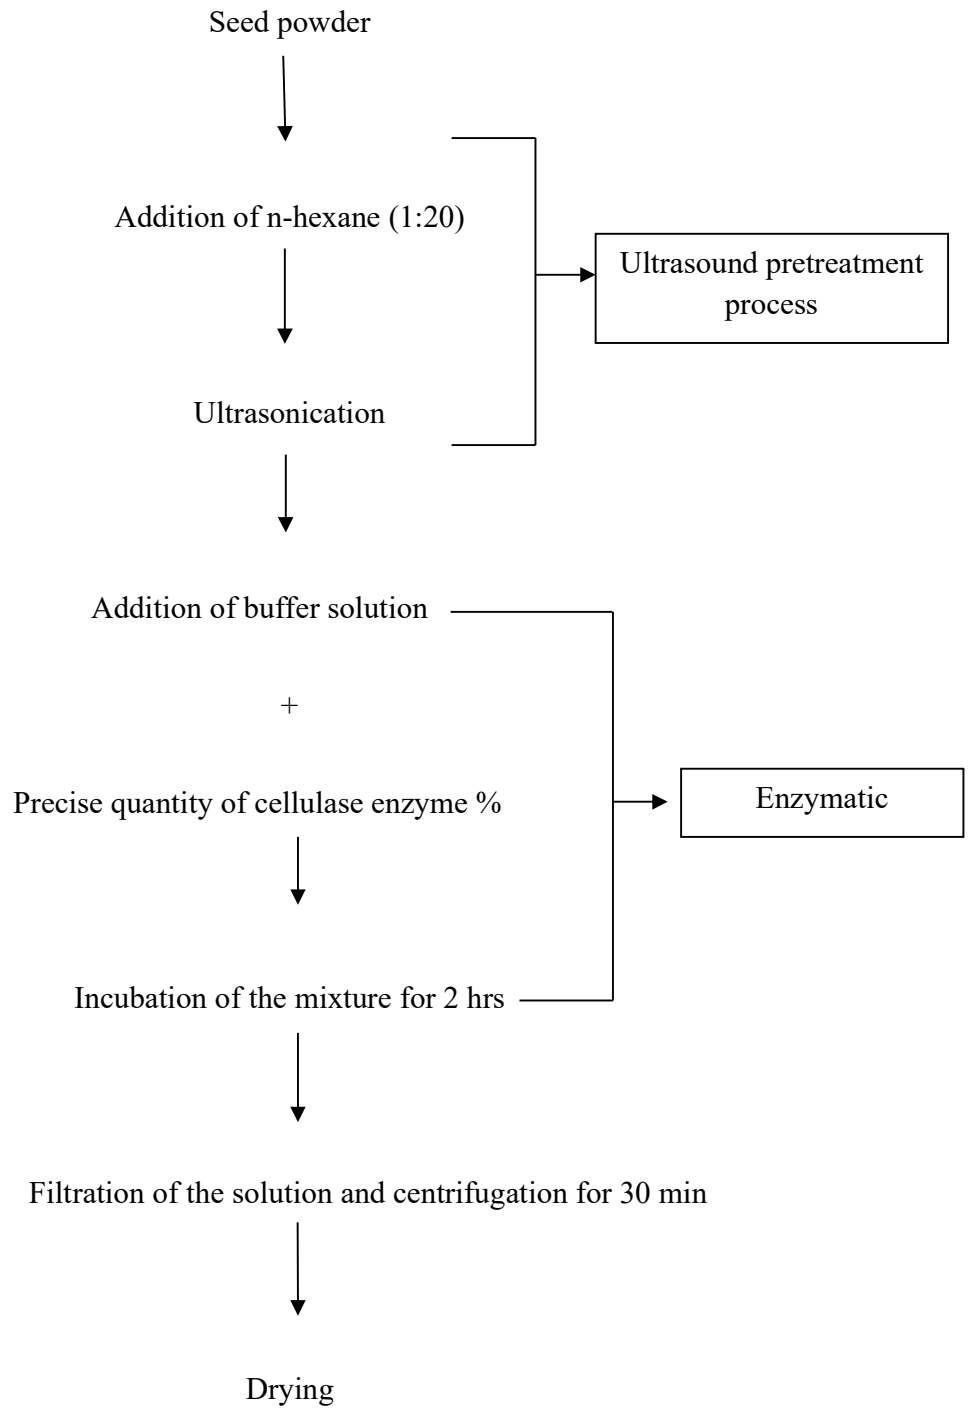 Seed powder
Addition of n-hexane (1:20)
Ultrasound pretreatment
process
Ultrasonication
Addition of buffer solution
+
Precise quantity of cellulase enzyme %
Enzymatic
Incubation of the mixture for 2 hrs
Filtration of the solution and centrifugation for 30 min
Drying